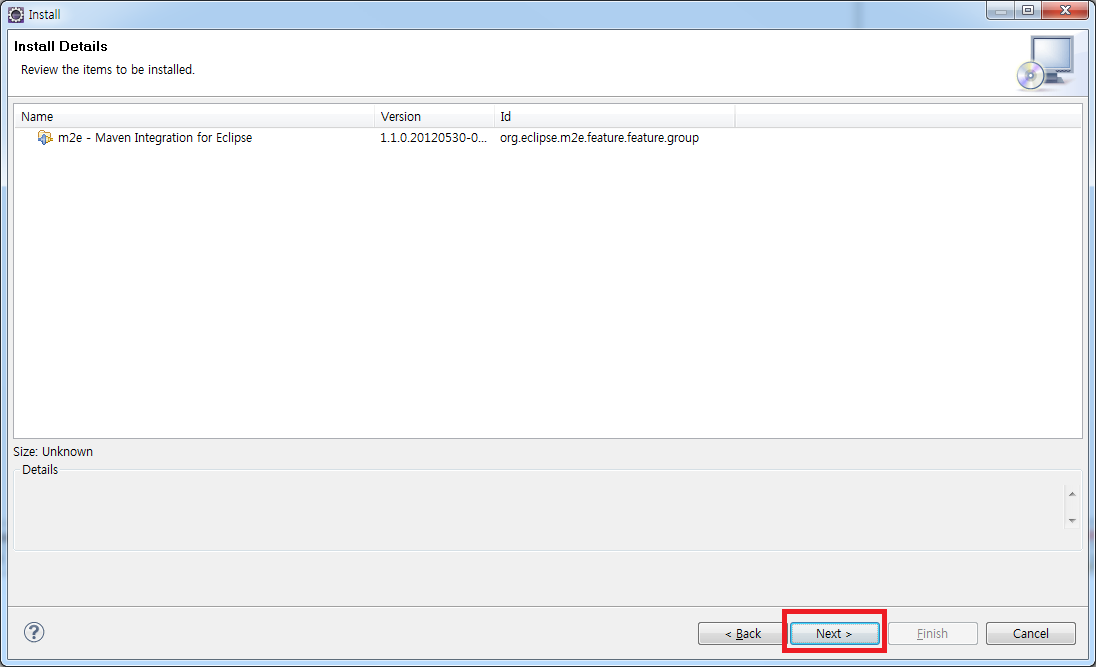 Install
Install Details
Review the items to be installed.
Name Version Id
m2e - Maven Integration for Eclipse 1.1.0.20120530-0... org.eclipse.m2e.feature.feature.group
Size: Unknown
Details
?
< Back Next > Finish Cancel